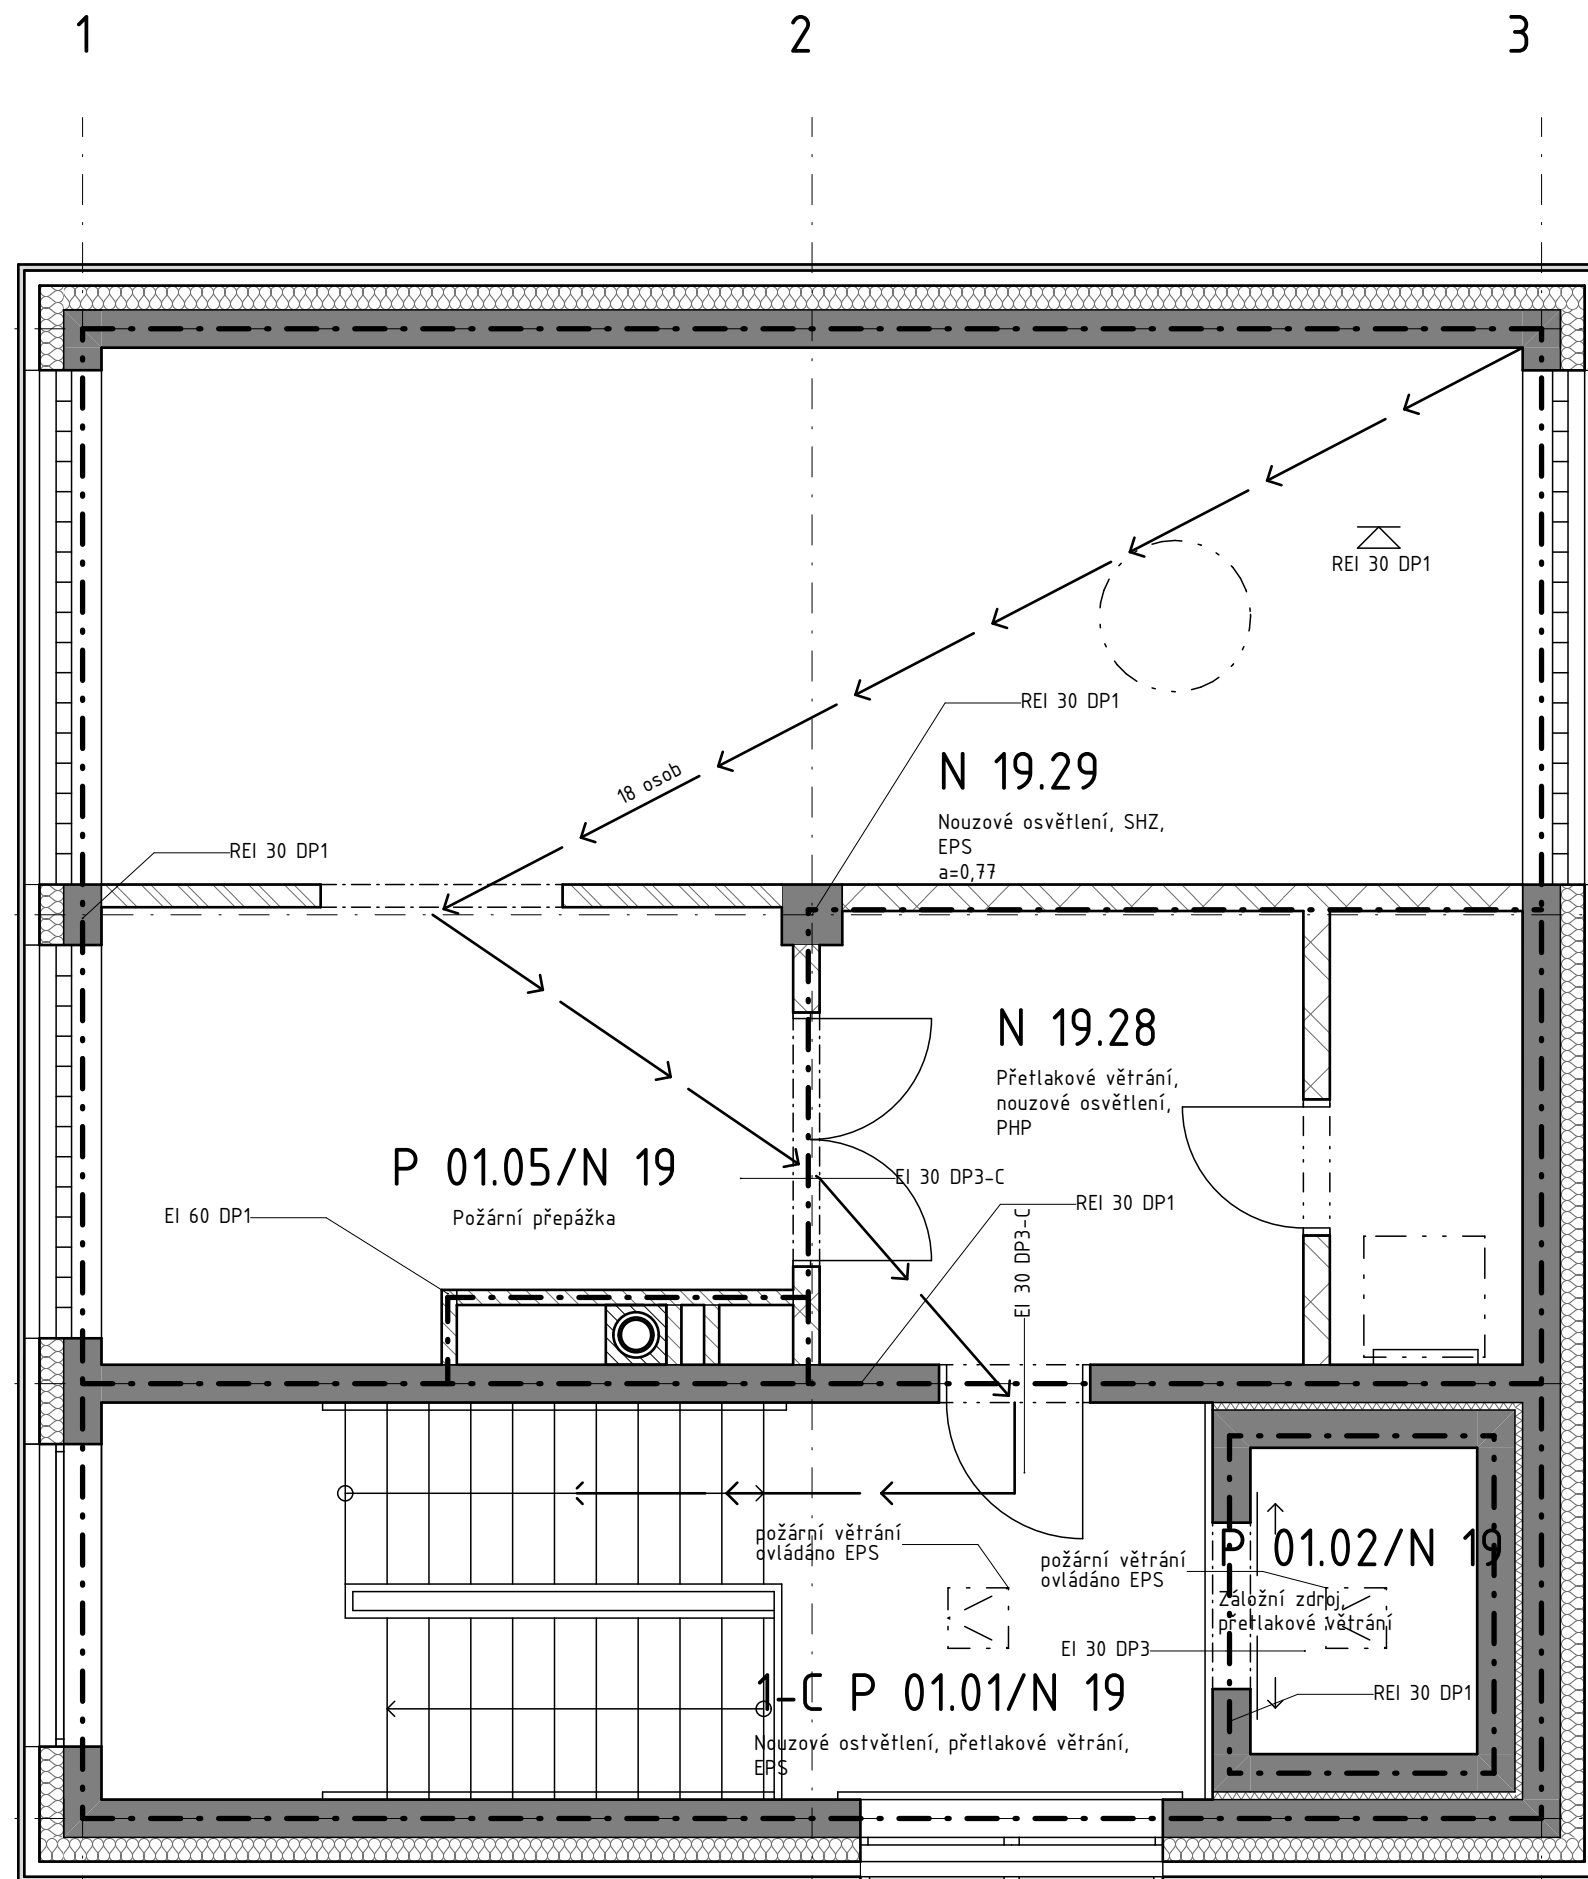 1
2
3
REI 30 DP1
REI 30 DP1
18 osob
N 19.29
Nouzové osvětlení, SHZ,
EPS
a=0,77
REI 30 DP1
N 19.28
Přetlakové větrání,
nouzové osvětlení,
PHP
P 01.05/N 19
Požární přepážka
EI 30 DP3-C
EI 60 DP1
REI 30 DP1
EI 30 DP3-C
požární větrání
ovládáno EPS
požární větrání
ovládáno EPS
P 01.02/N 19
Záložní zdroj,
přetlakové větrání
EI 30 DP3
REI 30 DP1
1-C P 01.01/N 19
Nouzové ostvětlení, přetlakové větrání,
EPS